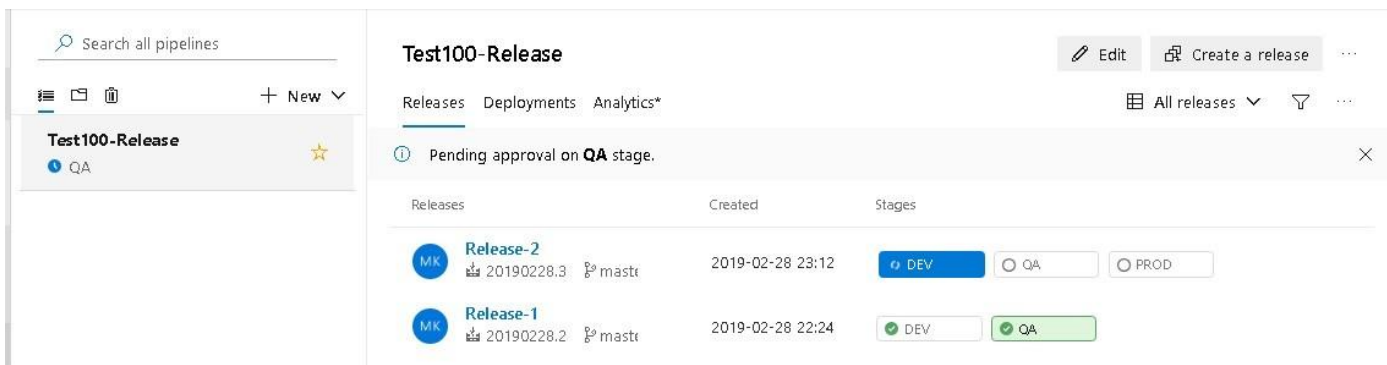 Search all pipelines
New
Test100-Release
QA
Test100-Release
Edit
Create a release
Releases Deployments Analytics*
All releases
Pending approval on QA stage.
Releases Created Stages
MK Release-2
20190228.3 maste
2019-02-28 23:12 DEV QA PROD
MK Release-1
20190228.2 maste
2019-02-28 22:24 DEV QA